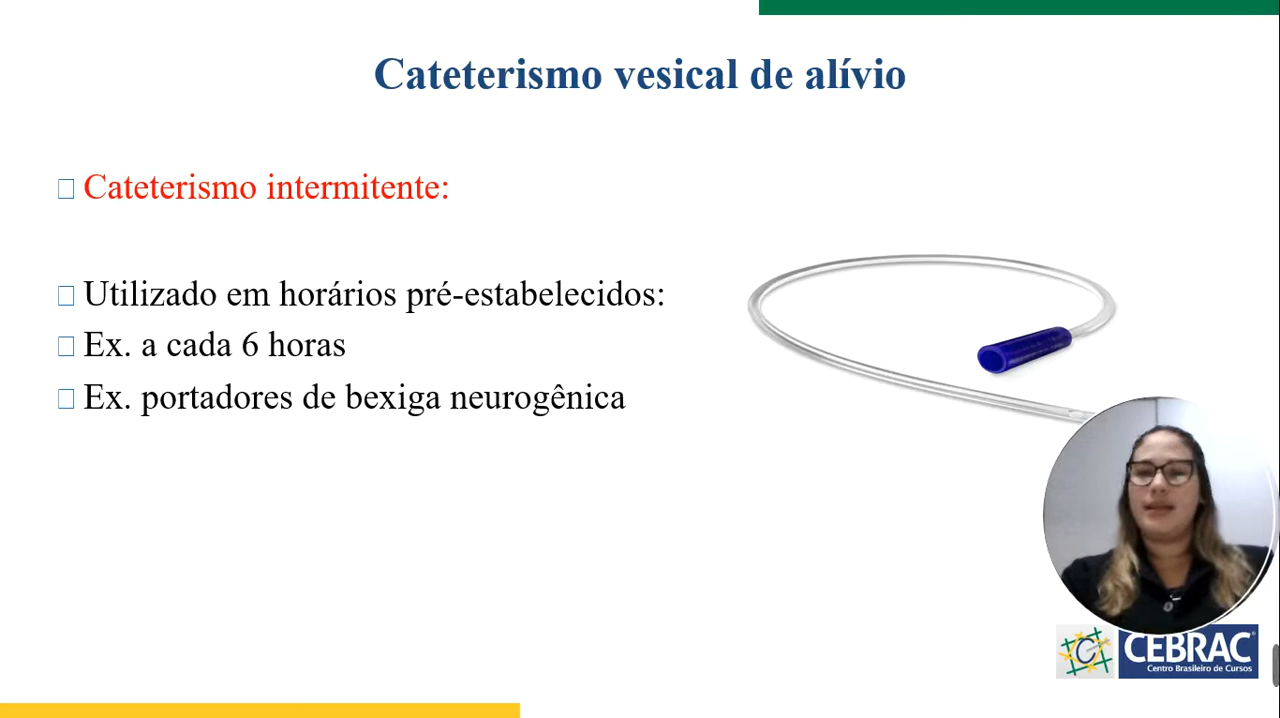 Cateterismo vesical de alívio
Cateterismo intermitente:
Utilizado em horários pré-estabelecidos:
Ex. a cada 6 horas
Ex. portadores de bexiga neurogênica
CEBRAC
Centro Brasileiro de Cursos